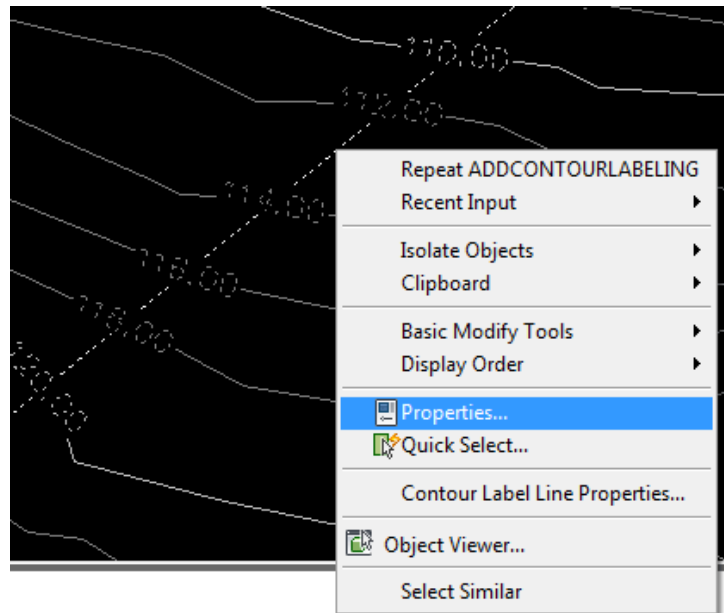 110.00
112.00
114.00
116.00
118.00
Repeat ADDCONTOURLABELING
Recent Input
Isolate Objects
Clipboard
Basic Modify Tools
Display Order
Properties...
Quick Select...
Contour Label Line Properties...
Object Viewer...
Select Similar